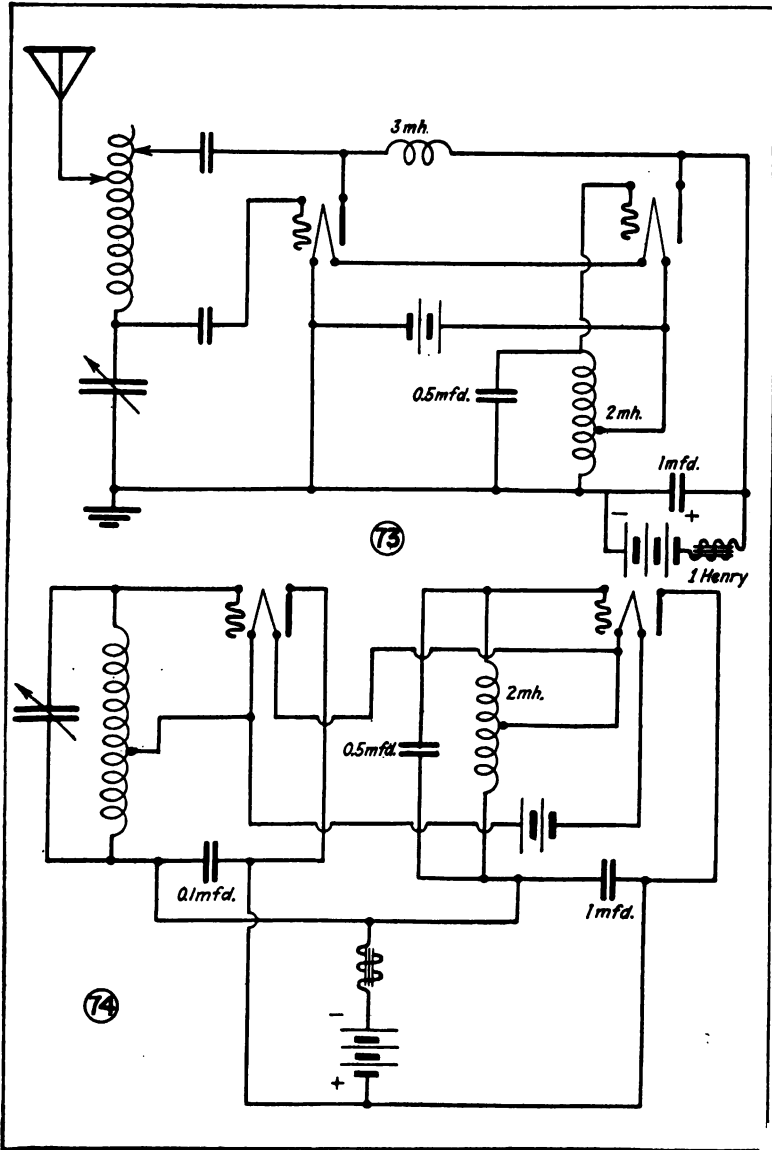 3 mh.
0.5 mfd.
2 mh.
1 mfd.
− +
73
1 Henry
2 mh.
0.5 mfd.
0.1 mfd.
1 mfd.
74
−
+